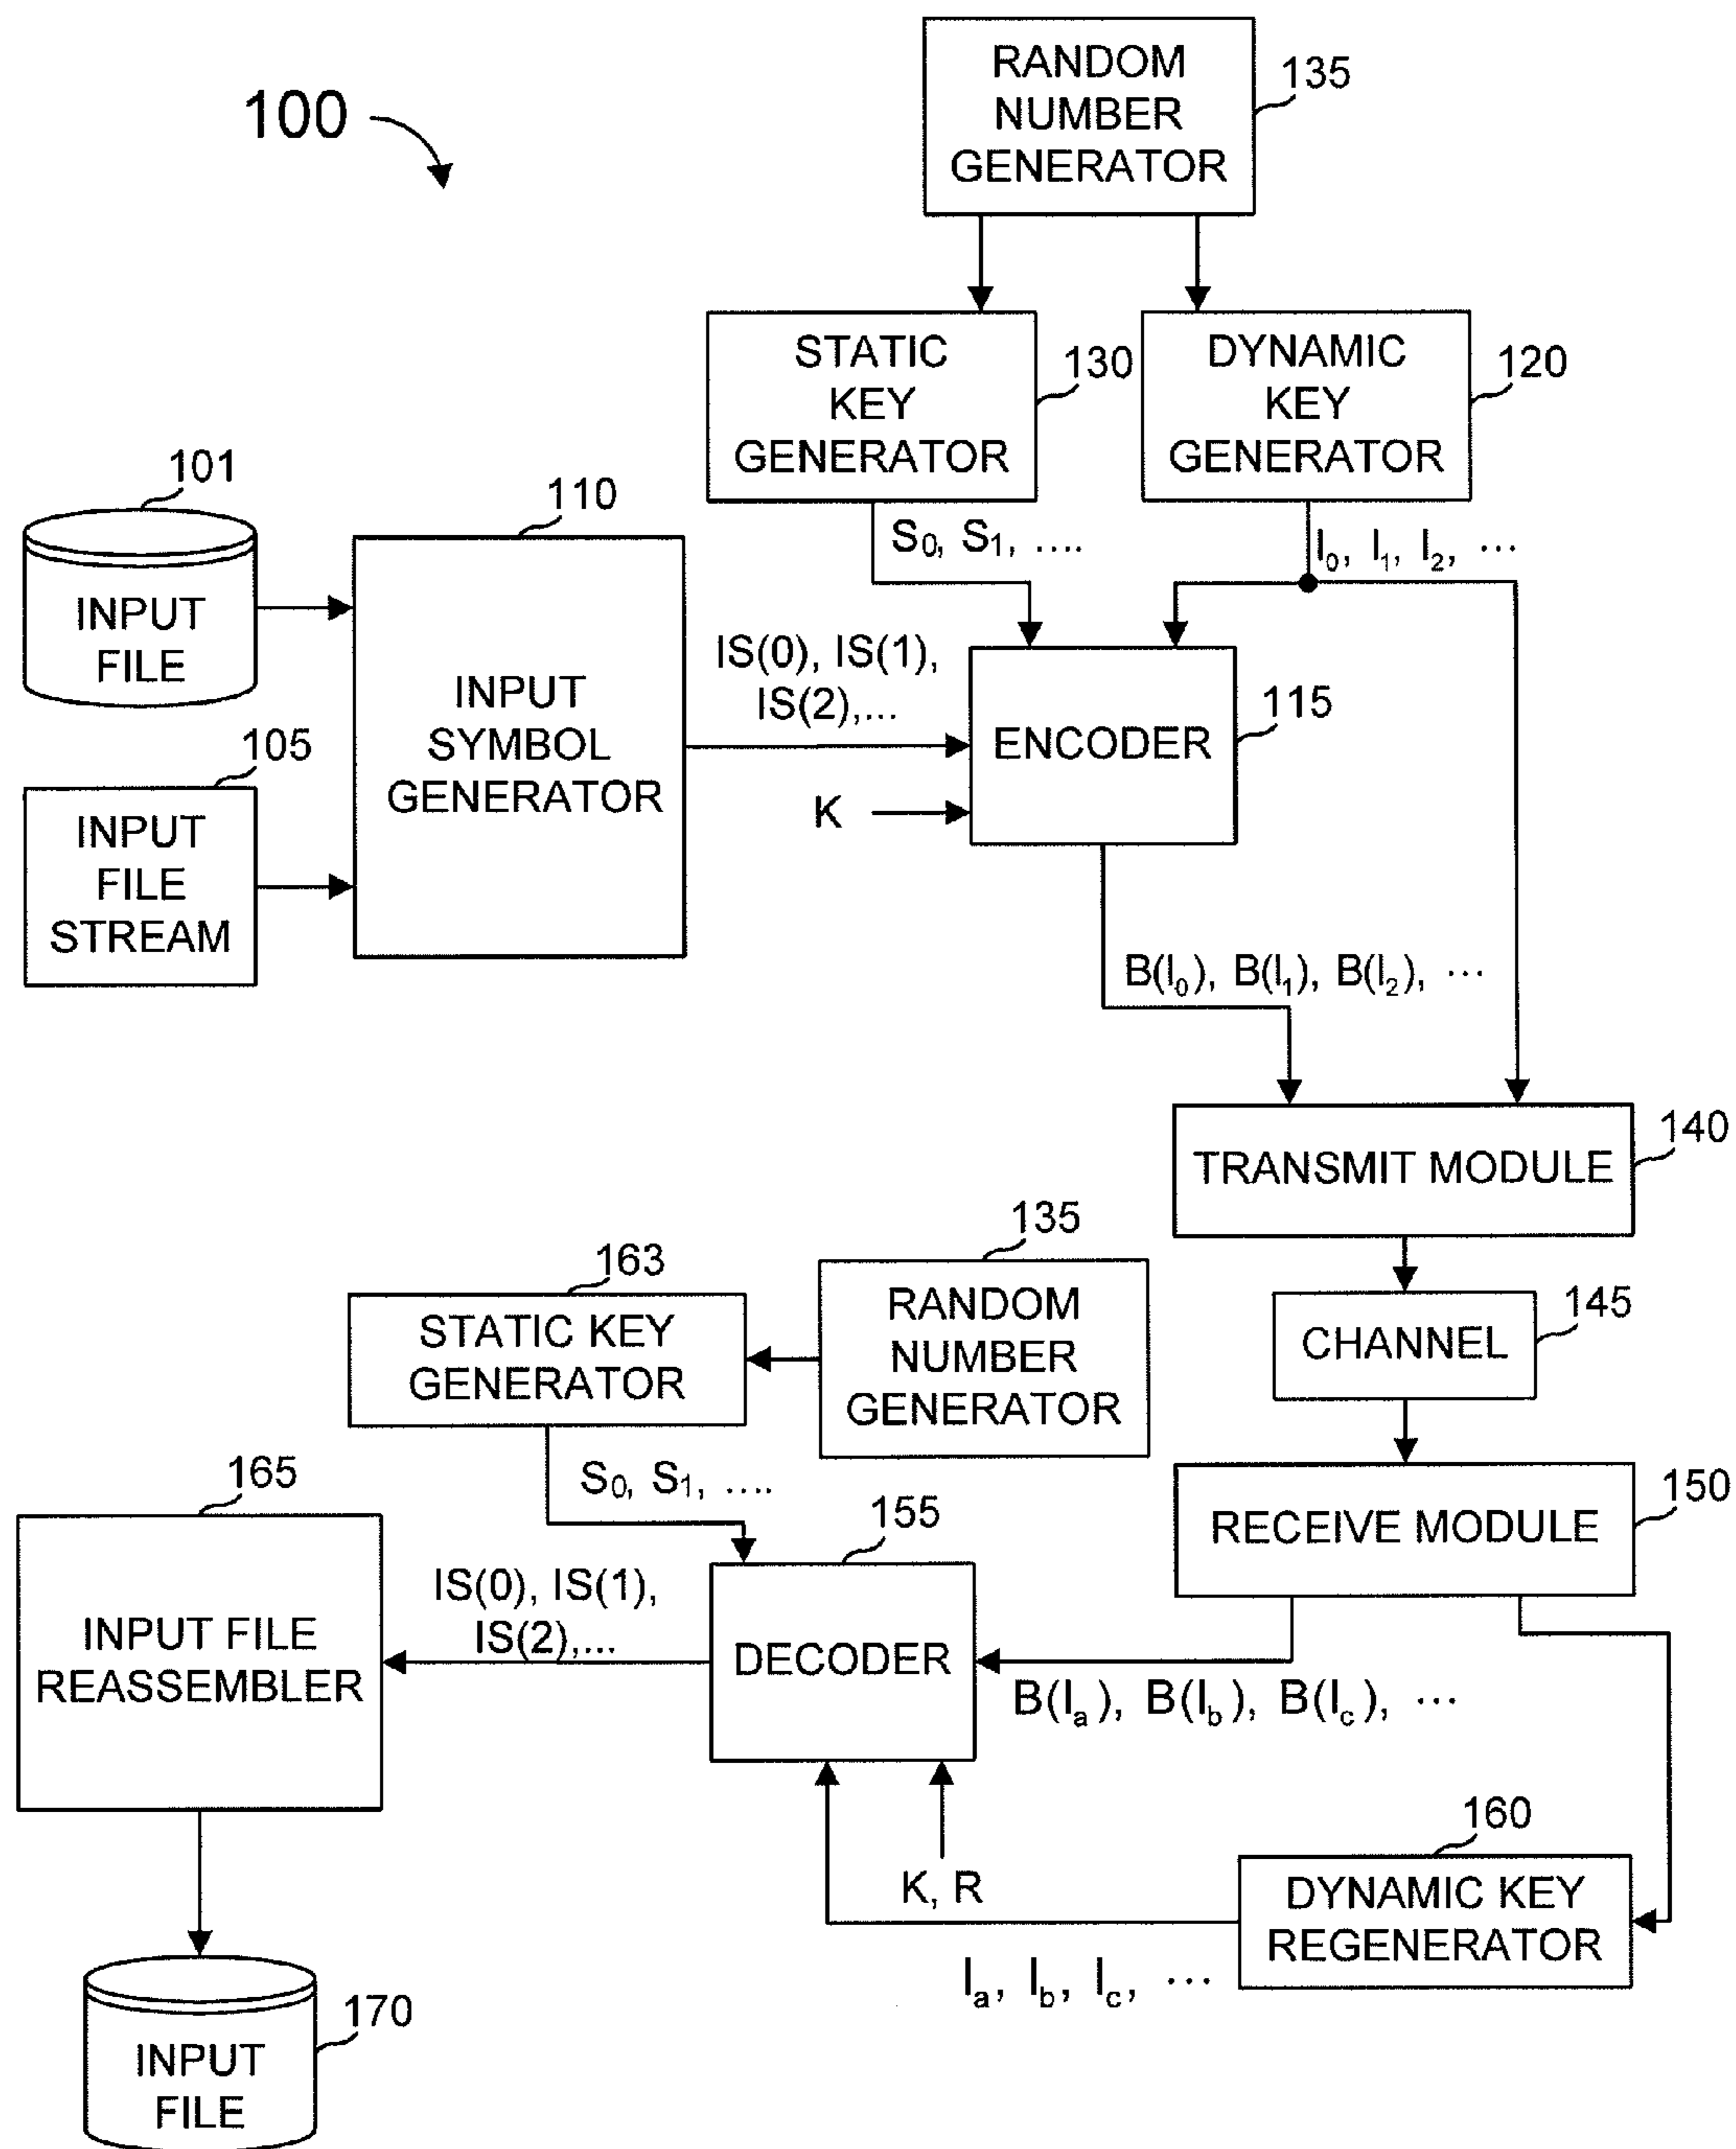 100
RANDOM
NUMBER
GENERATOR
135
STATIC
KEY
GENERATOR
130
DYNAMIC
KEY
GENERATOR
120
S₀, S₁, ....
I₀, I₁, I₂, ...
101
INPUT
FILE
105
INPUT
FILE
STREAM
110
INPUT
SYMBOL
GENERATOR
IS(0), IS(1),
IS(2),...
K
ENCODER
115
B(I₀), B(I₁), B(I₂), ...
TRANSMIT MODULE
140
CHANNEL
145
RECEIVE MODULE
150
135
RANDOM
NUMBER
GENERATOR
163
STATIC KEY
GENERATOR
S₀, S₁, ....
155
DECODER
B(Iₐ), B(I_b), B(I_c), ...
K, R
160
DYNAMIC KEY
REGENERATOR
Iₐ, I_b, I_c, ...
IS(0), IS(1),
IS(2),...
165
INPUT FILE
REASSEMBLER
INPUT
FILE
170